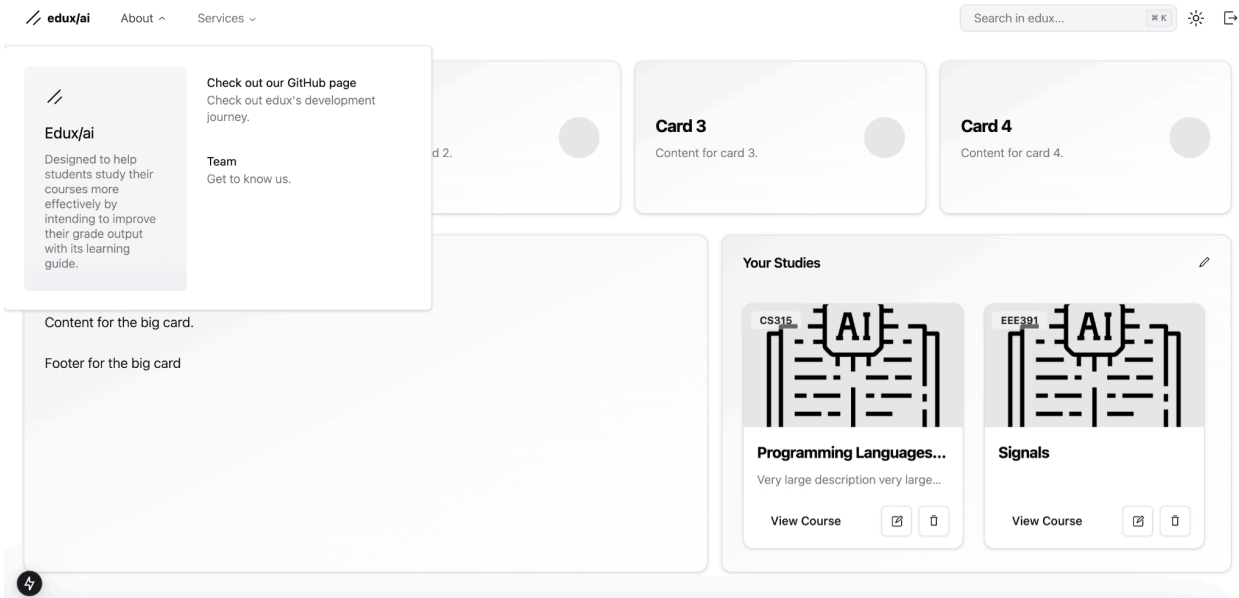 edux/ai
About
Services
Search in edux...
⌘ K
Edux/ai
Designed to help
students study their
courses more
effectively by
intending to improve
their grade output
with its learning
guide.
Check out our GitHub page
Check out edux's development
journey.
Team
Get to know us.
d 2.
Card 3
Content for card 3.
Card 4
Content for card 4.
Content for the big card.
Footer for the big card
Your Studies
CS315
AI
Programming Languages...
Very large description very large...
View Course
EEE391
AI
Signals
View Course